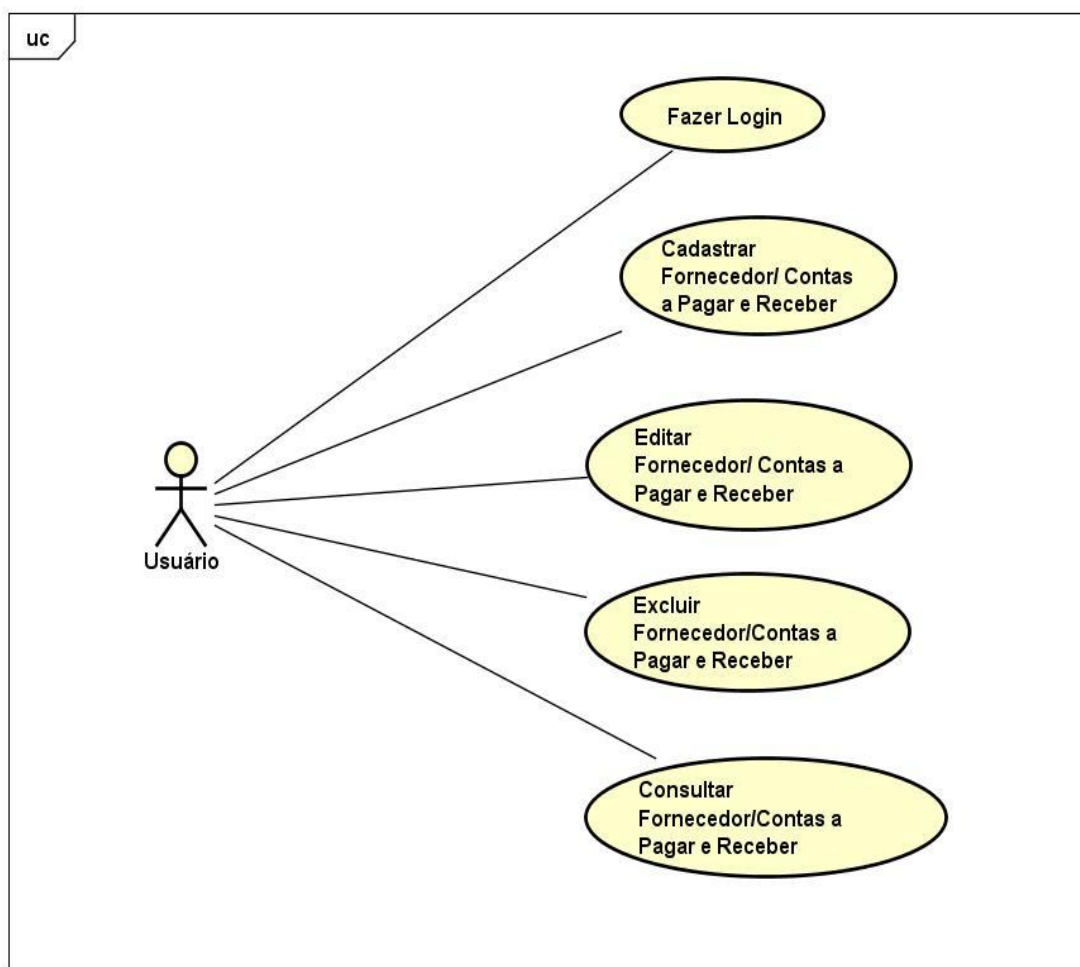 uc
Fazer Login
Cadastrar
Fornecedor/ Contas
a Pagar e Receber
Editar
Fornecedor/ Contas a
Pagar e Receber
Usuário
Excluir
Fornecedor/Contas a
Pagar e Receber
Consultar
Fornecedor/Contas a
Pagar e Receber